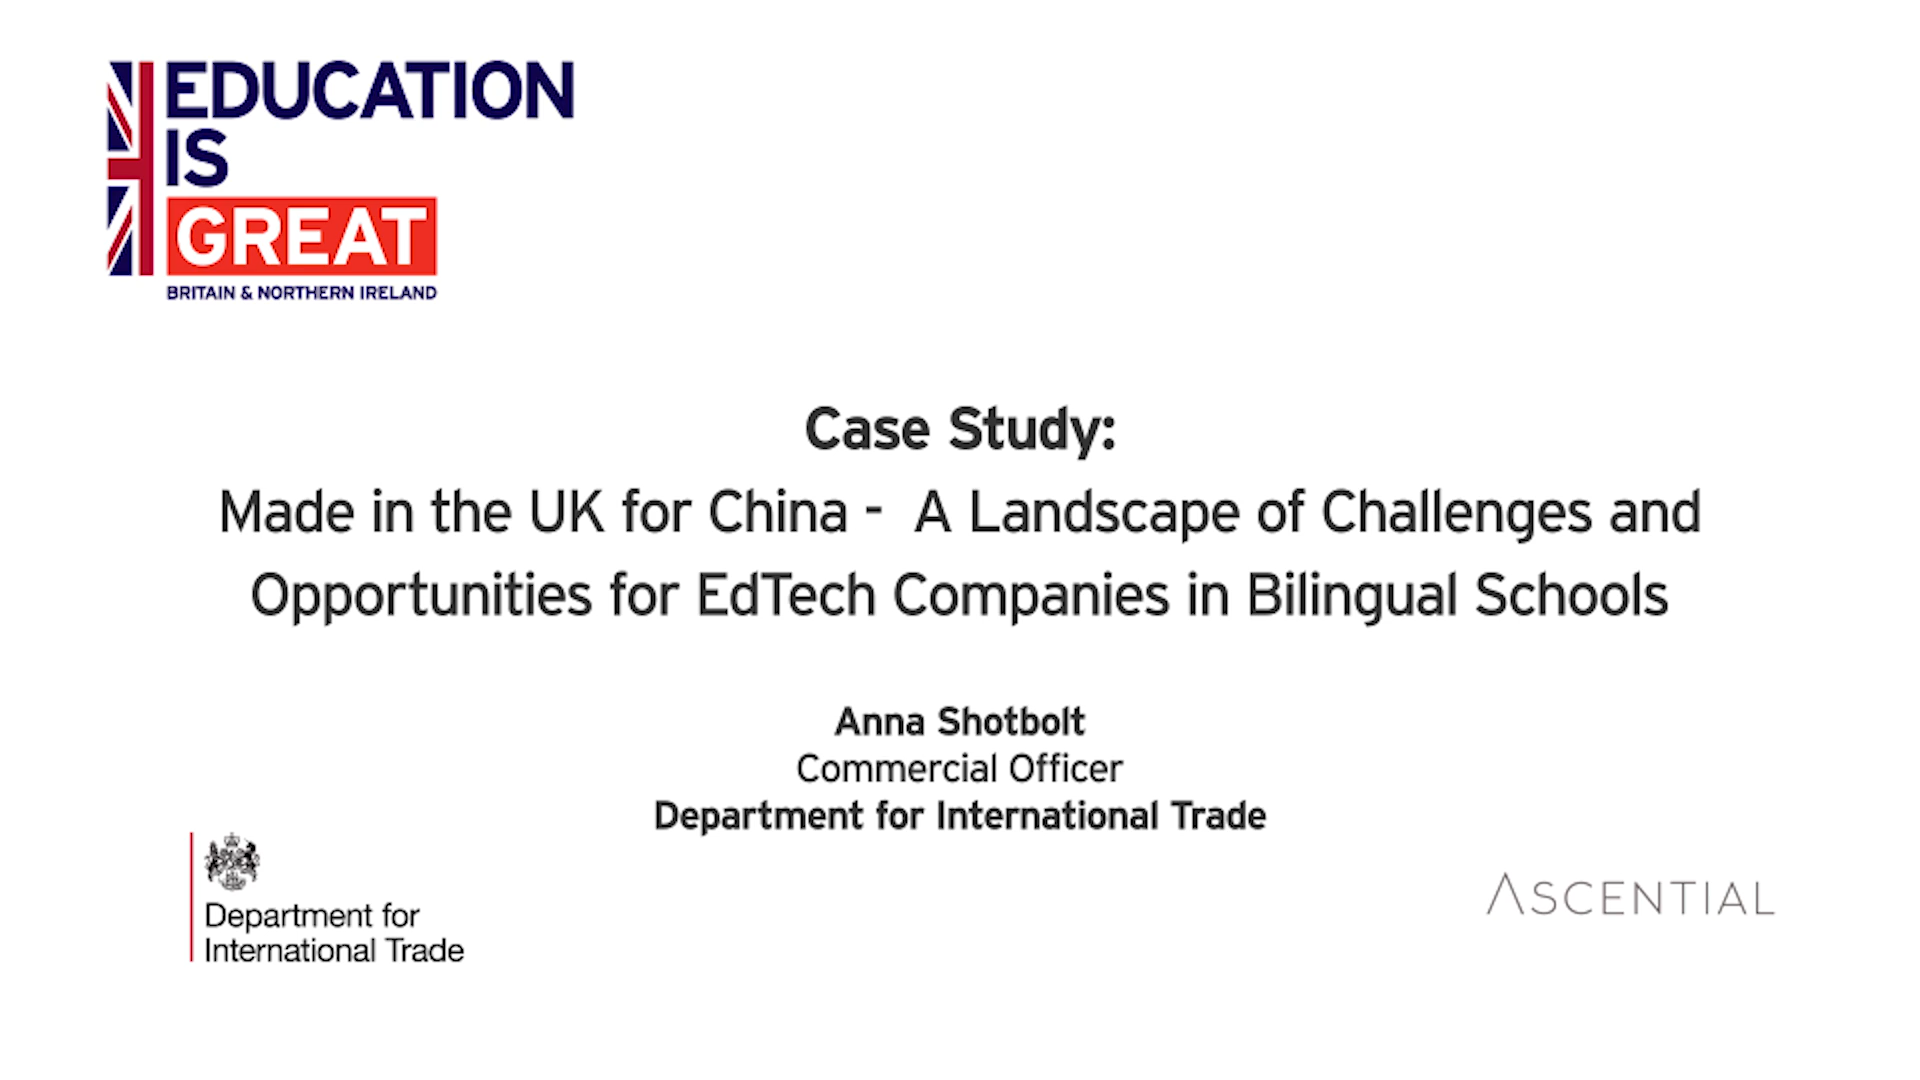 EDUCATION
IS
GREAT
BRITAIN & NORTHERN IRELAND
Case Study:
Made in the UK for China - A Landscape of Challenges and
Opportunities for EdTech Companies in Bilingual Schools
Anna Shotbolt
Commercial Officer
Department for International Trade
Department for
International Trade
ASCENTIAL